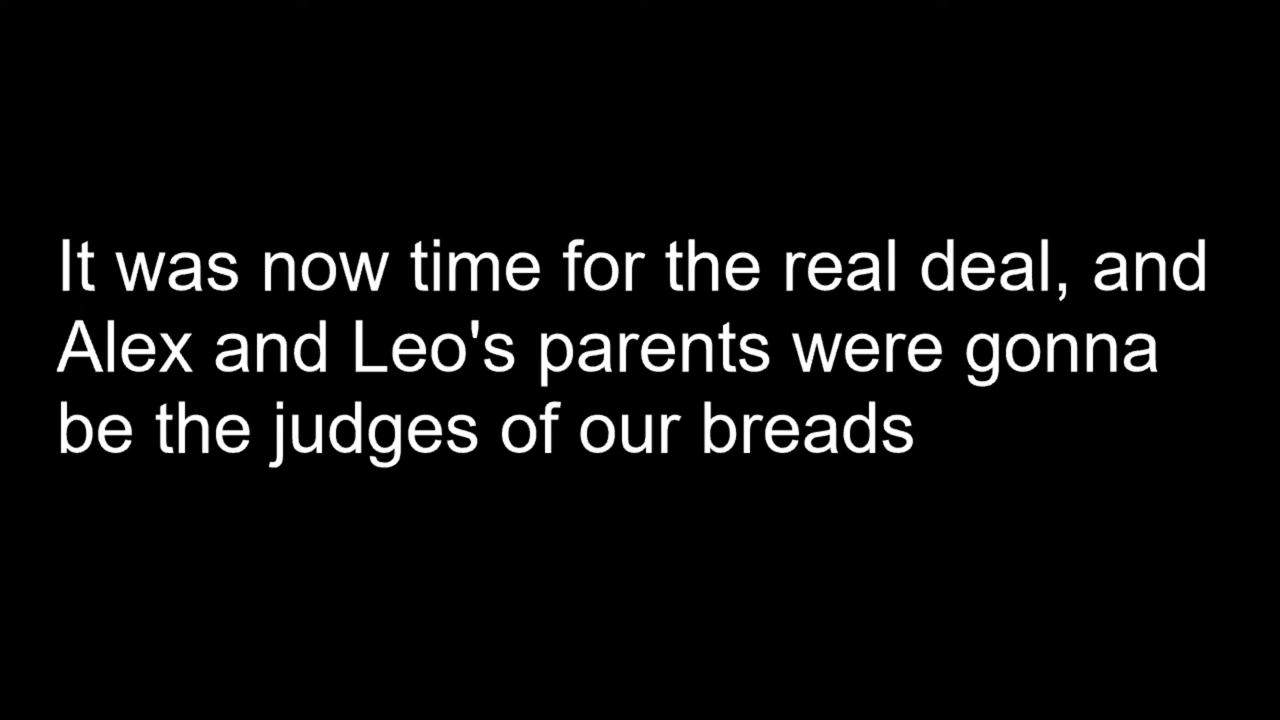 It was now time for the real deal, and
Alex and Leo's parents were gonna
be the judges of our breads